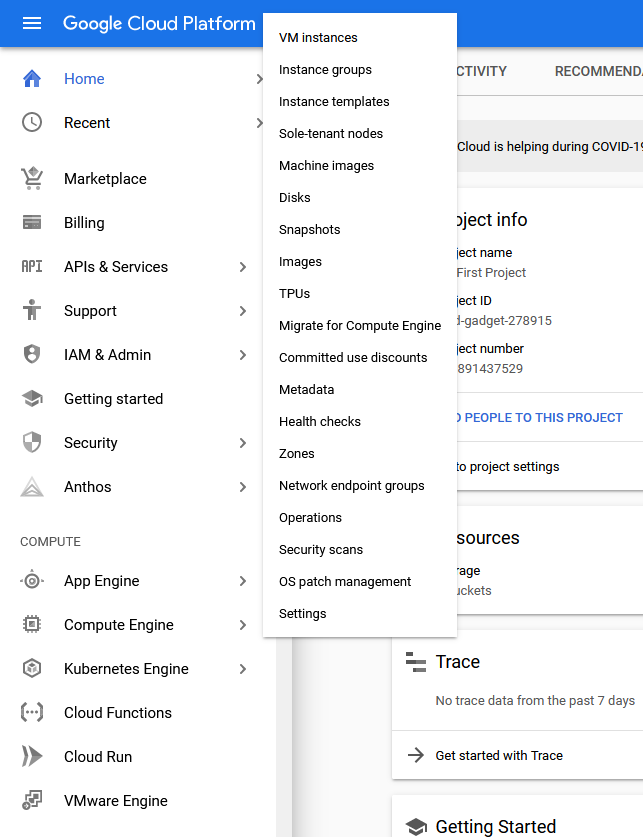 Google Cloud Platform
Home
Recent
Marketplace
Billing
API APIs & Services
Support
IAM & Admin
Getting started
Security
Anthos
COMPUTE
App Engine
Compute Engine
Kubernetes Engine
Cloud Functions
Cloud Run
VMware Engine
VM instances
Instance groups
Instance templates
Sole-tenant nodes
Machine images
Disks
Snapshots
Images
TPUs
Migrate for Compute Engine
Committed use discounts
Metadata
Health checks
Zones
Network endpoint groups
Operations
Security scans
OS patch management
Settings
CTIVITY
RECOMMENDA
Cloud is helping during COVID-19
oject info
ject name
First Project
ject ID
d-gadget-278915
ject number
891437529
D PEOPLE TO THIS PROJECT
to project settings
sources
rage
uckets
Trace
No trace data from the past 7 days
Get started with Trace
Getting Started